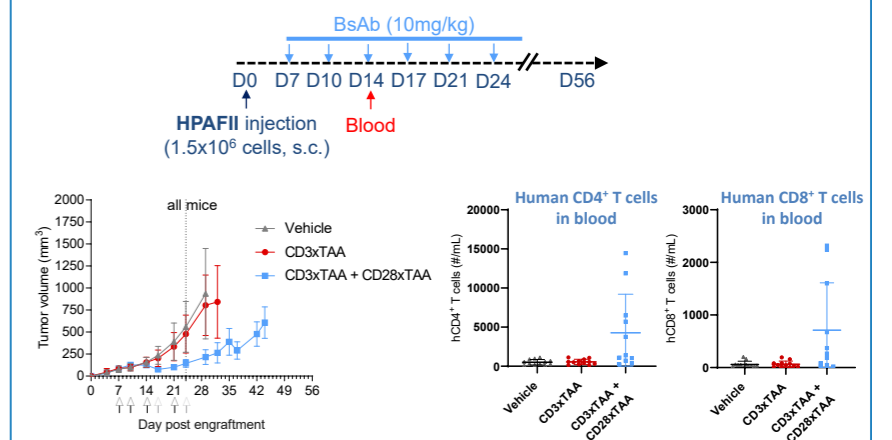 BsAb (10mg/kg)
D0 D7 D10 D14 D17 D21 D24 D56
HPAFII injection
(1.5x10⁶ cells, s.c.)
Blood
2000
1750
1500
1250
1000
750
500
250
0
Tumor volume (mm³)
all mice
Vehicle
CD3xTAA
CD3xTAA + CD28xTAA
0 7 14 21 28 35 42 49 56
Day post engraftment
Human CD4⁺ T cells
in blood
20000
15000
10000
5000
0
hCD4⁺ T cells (#/mL)
Vehicle
CD3xTAA
CD3xTAA +
CD28xTAA
Human CD8⁺ T cells
in blood
3000
2000
1000
0
hCD8⁺ T cells (#/mL)
Vehicle
CD3xTAA
CD3xTAA +
CD28xTAA